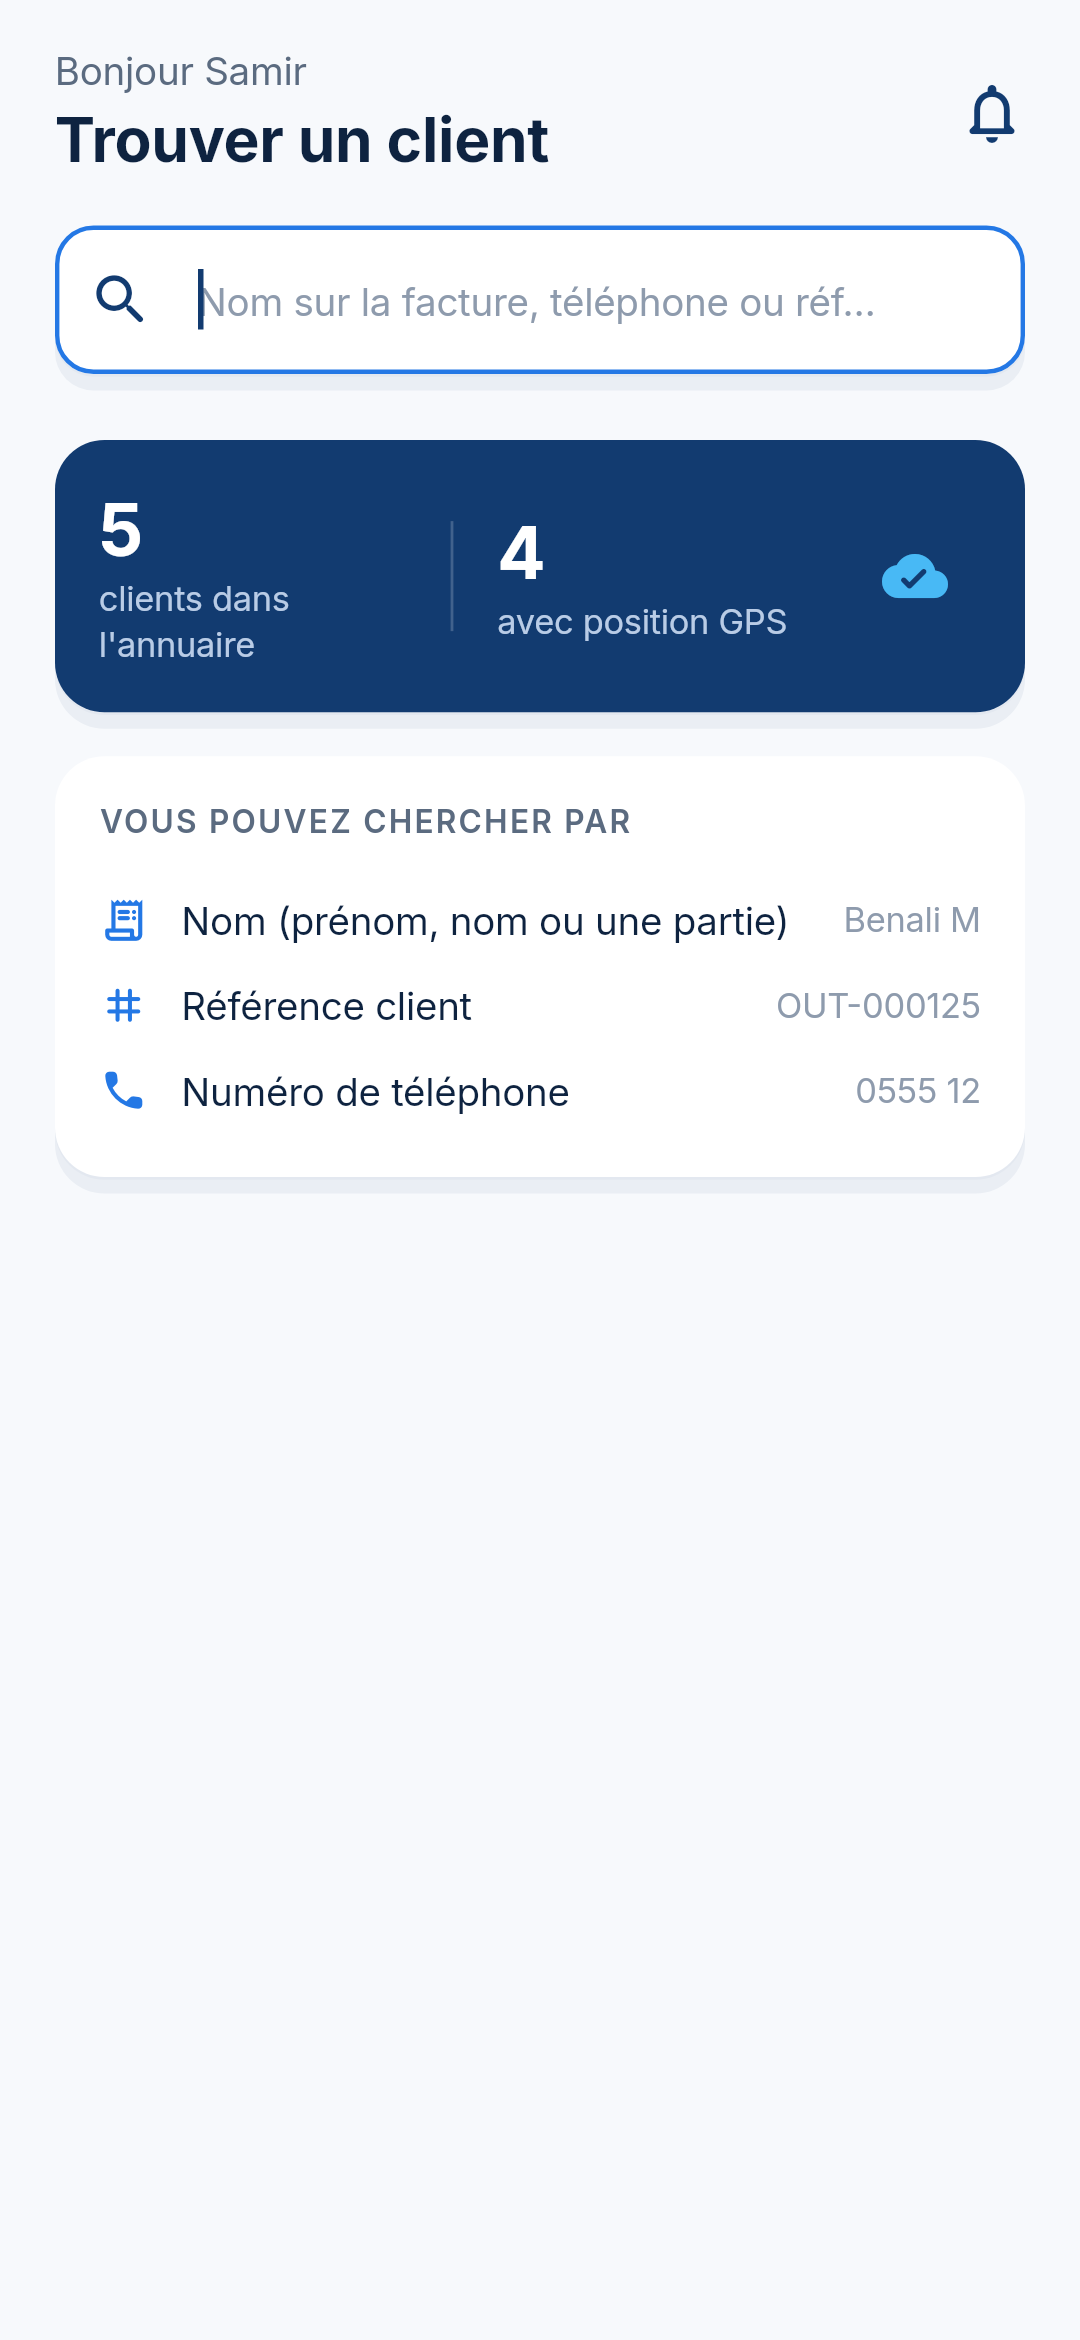 Bonjour Samir
Trouver un client
Nom sur la facture, téléphone ou réf...
5
clients dans
l'annuaire
4
avec position GPS
VOUS POUVEZ CHERCHER PAR
Nom (prénom, nom ou une partie) Benali M
Référence client OUT-000125
Numéro de téléphone 0555 12